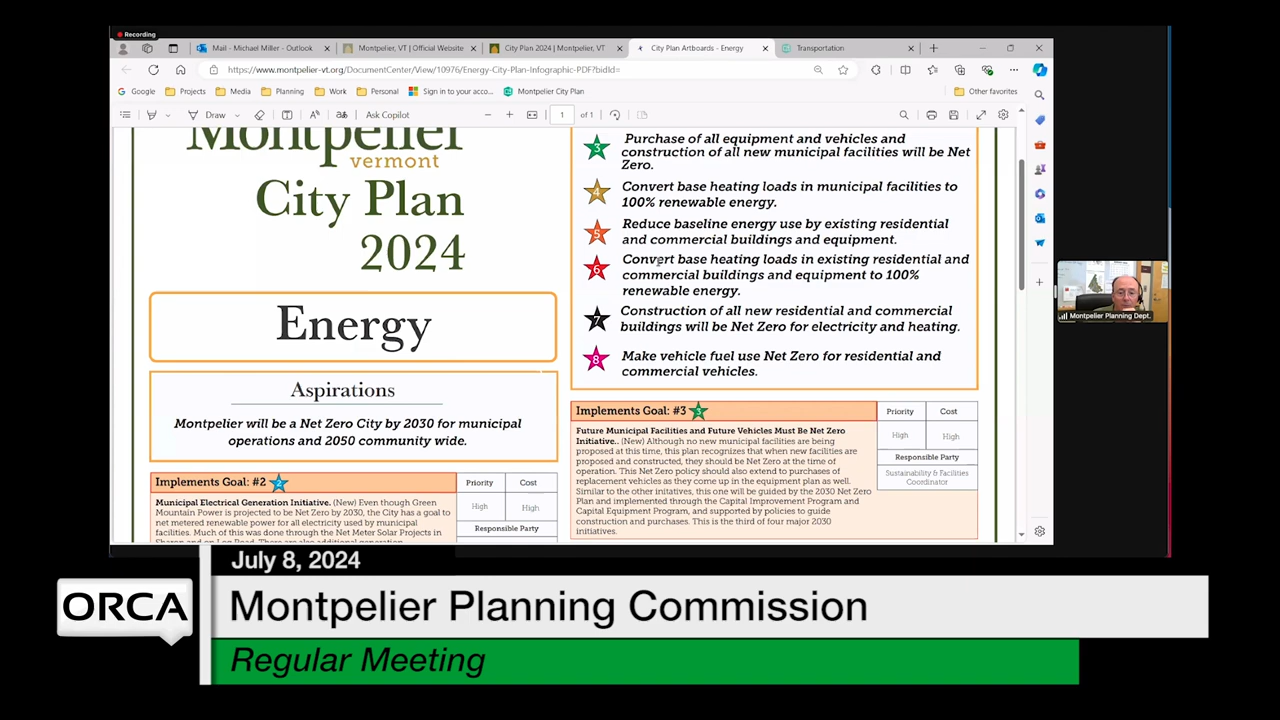 Recording
Mail - Michael Miller - Outlook
Montpelier, VT | Official Website
City Plan 2024 | Montpelier, VT
City Plan Artboards - Energy
Transportation
https://www.montpelier-vt.org/DocumentCenter/View/10976/Energy-City-Plan-Infographic-PDF?bidId=
Google
Projects
Media
Planning
Work
Personal
Sign in to your acco...
Montpelier City Plan
Other favorites
Draw
Ask Copilot
1 of 1
Montpelier
vermont
City Plan
2024
Energy
Aspirations
Montpelier will be a Net Zero City by 2030 for municipal
operations and 2050 community wide.
Implements Goal: #2 2
Priority
Cost
Municipal Electrical Generation Initiative. (New) Even though Green
Mountain Power is projected to be Net Zero by 2030, the City has a goal to
net metered renewable power for all electricity used by municipal
facilities. Much of this was done through the Net Meter Solar Projects in
Sharon and on Log Road. There are also additional generation
High
High
Responsible Party
3
Purchase of all equipment and vehicles and
construction of all new municipal facilities will be Net
Zero.
4
Convert base heating loads in municipal facilities to
100% renewable energy.
5
Reduce baseline energy use by existing residential
and commercial buildings and equipment.
6
Convert base heating loads in existing residential and
commercial buildings and equipment to 100%
renewable energy.
7
Construction of all new residential and commercial
buildings will be Net Zero for electricity and heating.
8
Make vehicle fuel use Net Zero for residential and
commercial vehicles.
Implements Goal: #3 3
Priority
Cost
Future Municipal Facilities and Future Vehicles Must Be Net Zero
Initiative.. (New) Although no new municipal facilities are being
proposed at this time, this plan recognizes that when new facilities are
proposed and constructed, they should be Net Zero at the time of
operation. This Net Zero policy should also extend to purchases of
replacement vehicles as they come up in the equipment plan as well.
Similar to the other initatives, this one will be guided by the 2030 Net Zero
Plan and implemented through the Capital Improvement Program and
Capital Equipment Program, and supported by policies to guide
construction and purchases. This is the third of four major 2030
initiatives.
High
High
Responsible Party
Sustainability & Facilities
Coordinator
Montpelier Planning Dept.
July 8, 2024
ORCA
Montpelier Planning Commission
Regular Meeting